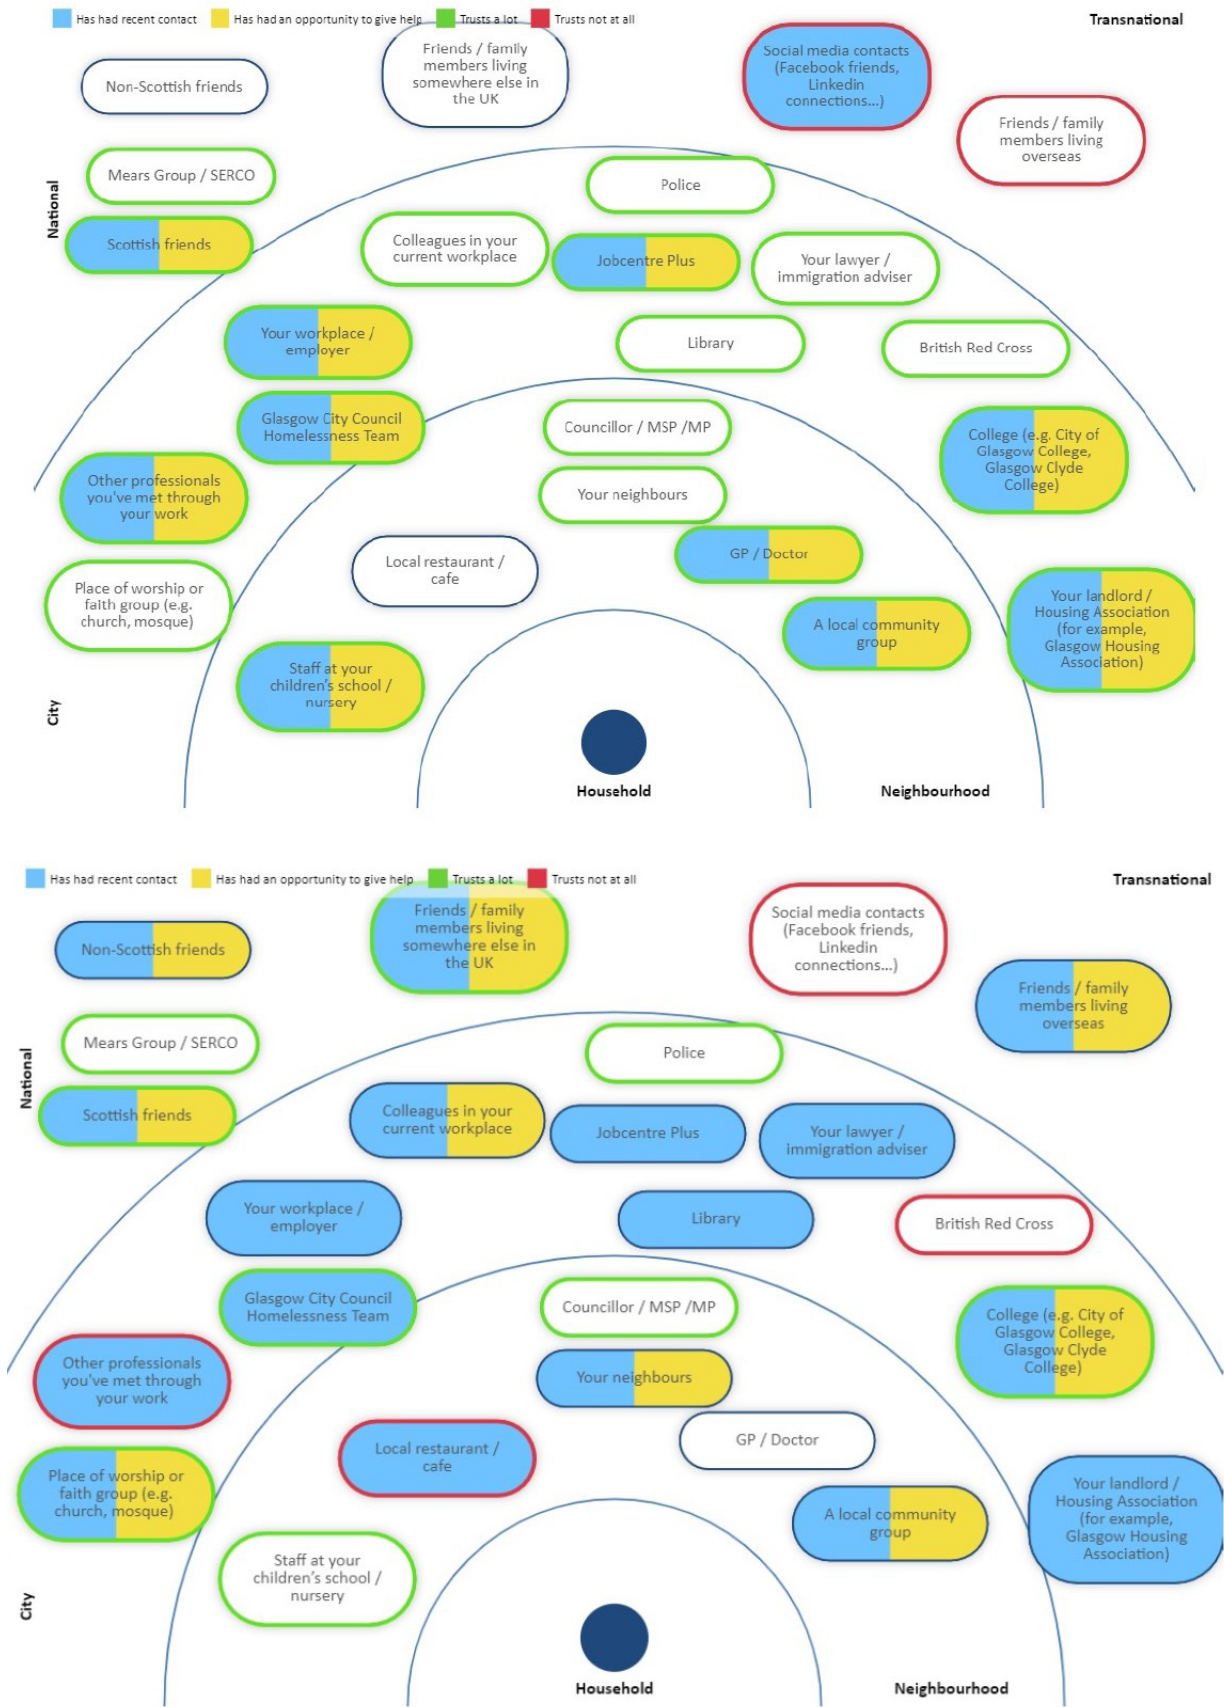 Has had recent contact
Has had an opportunity to give help
Trusts a lot
Trusts not at all
Transnational
Non-Scottish friends
Friends / family
members living
somewhere else in
the UK
Social media contacts
(Facebook friends,
Linkedin
connections...)
Friends / family
members living
overseas
National
Mears Group / SERCO
Police
Scottish friends
Colleagues in your
current workplace
Jobcentre Plus
Your lawyer /
immigration adviser
Your workplace /
employer
Library
British Red Cross
Glasgow City Council
Homelessness Team
Councillor / MSP /MP
College (e.g. City of
Glasgow College,
Glasgow Clyde
College)
Other professionals
you've met through
your work
Your neighbours
GP / Doctor
Local restaurant /
cafe
Place of worship or
faith group (e.g.
church, mosque)
A local community
group
Your landlord /
Housing Association
(for example,
Glasgow Housing
Association)
Staff at your
children's school /
nursery
City
Household
Neighbourhood
Has had recent contact
Has had an opportunity to give help
Trusts a lot
Trusts not at all
Transnational
Non-Scottish friends
Friends / family
members living
somewhere else in
the UK
Social media contacts
(Facebook friends,
Linkedin
connections...)
Friends / family
members living
overseas
National
Mears Group / SERCO
Police
Scottish friends
Colleagues in your
current workplace
Jobcentre Plus
Your lawyer /
immigration adviser
Your workplace /
employer
Library
British Red Cross
Glasgow City Council
Homelessness Team
Councillor / MSP /MP
College (e.g. City of
Glasgow College,
Glasgow Clyde
College)
Other professionals
you've met through
your work
Your neighbours
GP / Doctor
Local restaurant /
cafe
Place of worship or
faith group (e.g.
church, mosque)
A local community
group
Your landlord /
Housing Association
(for example,
Glasgow Housing
Association)
Staff at your
children's school /
nursery
City
Household
Neighbourhood